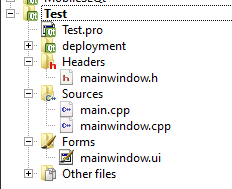 Test
Test.pro
deployment
Headers
mainwindow.h
Sources
main.cpp
mainwindow.cpp
Forms
mainwindow.ui
Other files